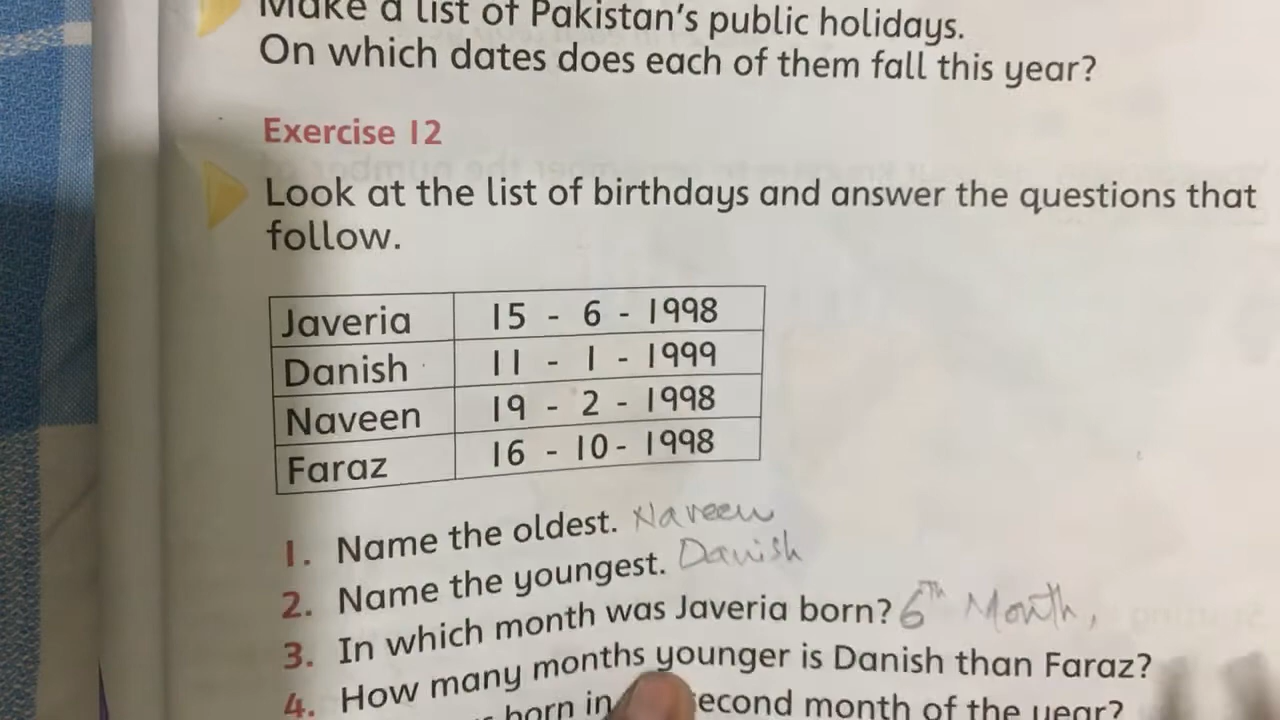 Make a list of Pakistan's public holidays.
On which dates does each of them fall this year?
Exercise 12
Look at the list of birthdays and answer the questions that
follow.
Javeria 15 - 6 - 1998
Danish 11 - 1 - 1999
Naveen 19 - 2 - 1998
Faraz 16 - 10 - 1998
1. Name the oldest. Naveen
2. Name the youngest. Danish
3. In which month was Javeria born? 6th Month,
4. How many months younger is Danish than Faraz?
born in second month of the year?